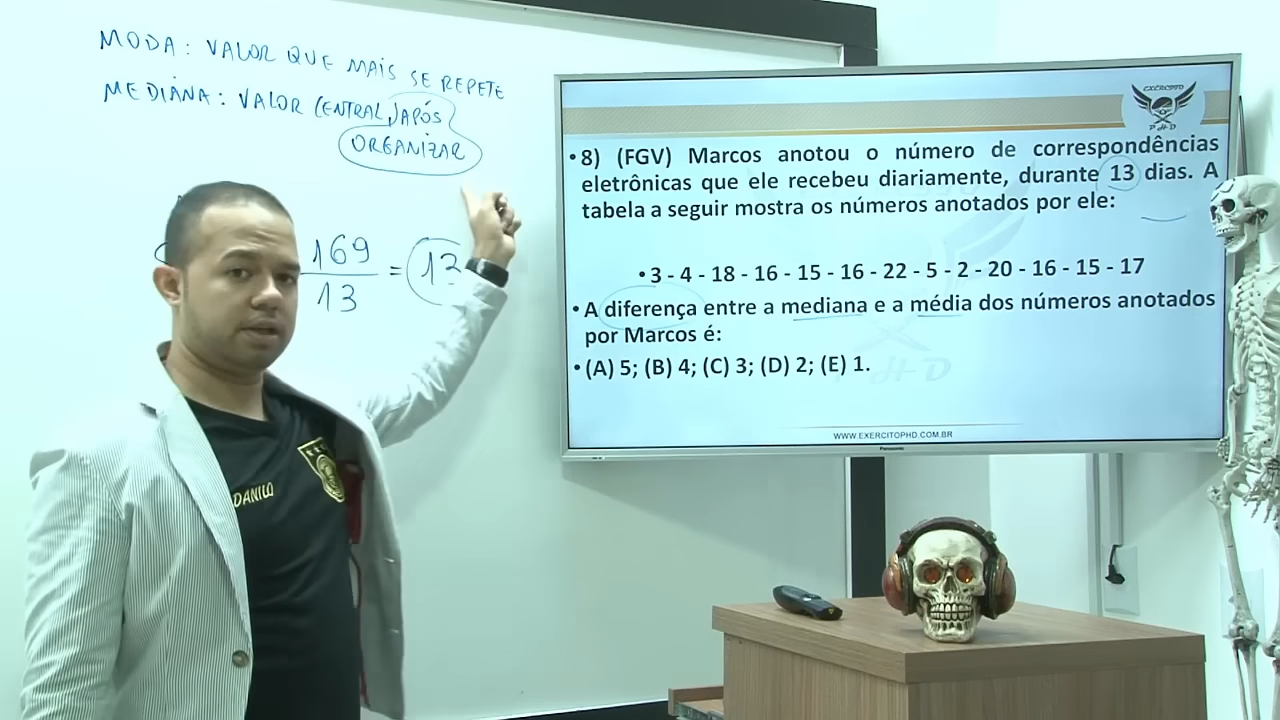 MODA: VALOR QUE MAIS SE REPETE
MEDIANA: VALOR CENTRAL, APÓS
ORGANIZAR
169
13
= 13
EXÉRCITO
PHD
•8) (FGV) Marcos anotou o número de correspondências
eletrônicas que ele recebeu diariamente, durante 13 dias. A
tabela a seguir mostra os números anotados por ele:
•3 - 4 - 18 - 16 - 15 - 16 - 22 - 5 - 2 - 20 - 16 - 15 - 17
•A diferença entre a mediana e a média dos números anotados
por Marcos é:
•(A) 5; (B) 4; (C) 3; (D) 2; (E) 1.
WWW.EXERCITOPHD.COM.BR
Panasonic
DANILO